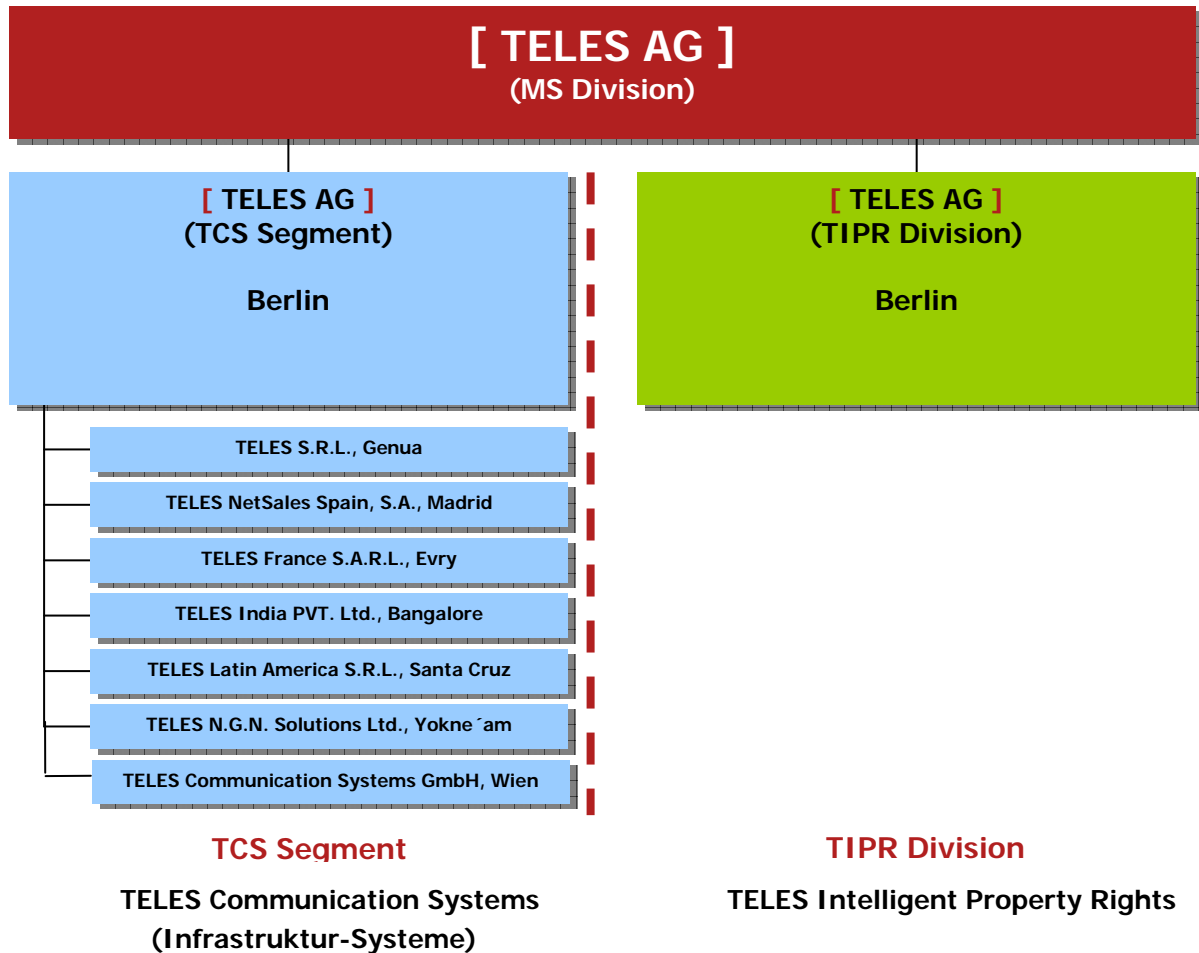 [ TELES AG ]
(MS Division)
[ TELES AG ]
(TCS Segment)
Berlin
[ TELES AG ]
(TIPR Division)
Berlin
TELES S.R.L., Genua
TELES NetSales Spain, S.A., Madrid
TELES France S.A.R.L., Evry
TELES India PVT. Ltd., Bangalore
TELES Latin America S.R.L., Santa Cruz
TELES N.G.N. Solutions Ltd., Yokne´am
TELES Communication Systems GmbH, Wien
TCS Segment
TELES Communication Systems
(Infrastruktur-Systeme)
TIPR Division
TELES Intelligent Property Rights